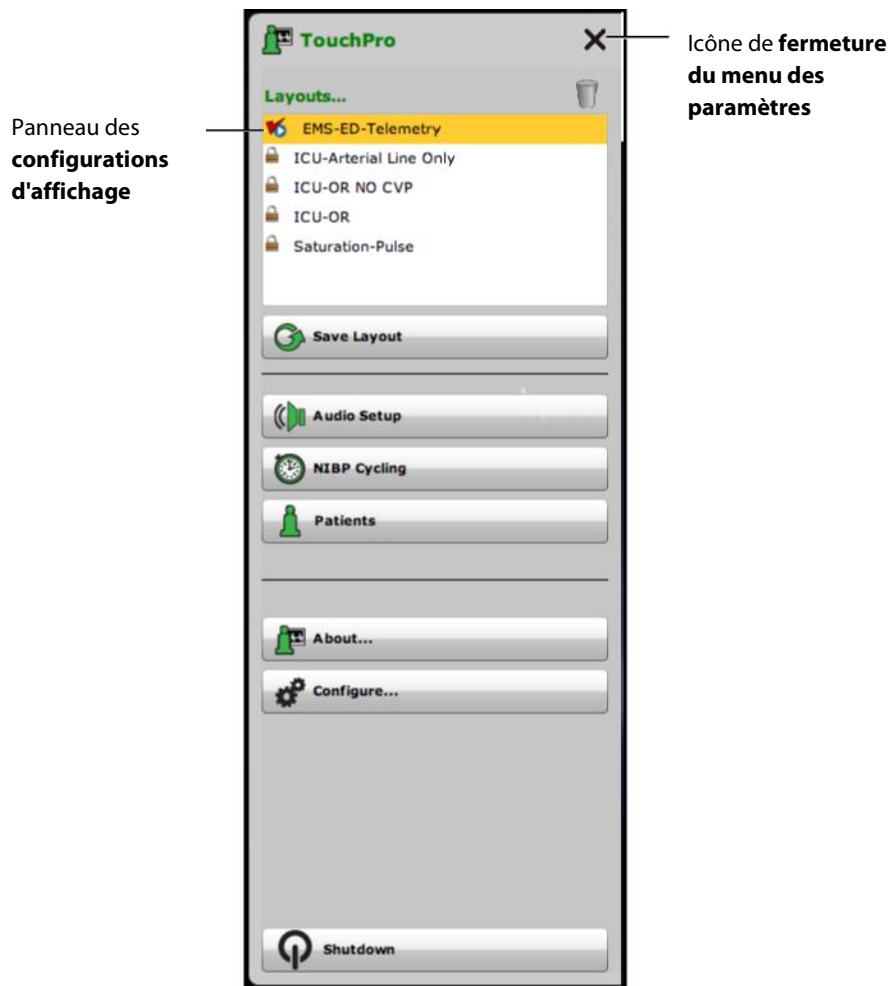 TouchPro
Icône de fermeture
du menu des
paramètres
Layouts...
Panneau des
configurations
d'affichage
EMS-ED-Telemetry
ICU-Arterial Line Only
ICU-OR NO CVP
ICU-OR
Saturation-Pulse
Save Layout
Audio Setup
NIBP Cycling
Patients
About...
Configure...
Shutdown